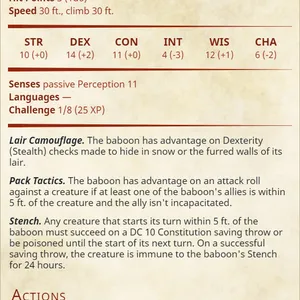 Speed 30 ft., climb 30 ft.
STR DEX CON INT WIS CHA
10 (+0) 14 (+2) 11 (+0) 4 (-3) 12 (+1) 6 (-2)
Senses passive Perception 11
Languages —
Challenge 1/8 (25 XP)
Lair Camouflage. The baboon has advantage on Dexterity
(Stealth) checks made to hide in snow or the furred walls of its
lair.
Pack Tactics. The baboon has advantage on an attack roll
against a creature if at least one of the baboon's allies is within
5 ft. of the creature and the ally isn't incapacitated.
Stench. Any creature that starts its turn within 5 ft. of the
baboon must succeed on a DC 10 Constitution saving throw or
be poisoned until the start of its next turn. On a successful
saving throw, the creature is immune to the baboon's Stench
for 24 hours.
ACTIONS